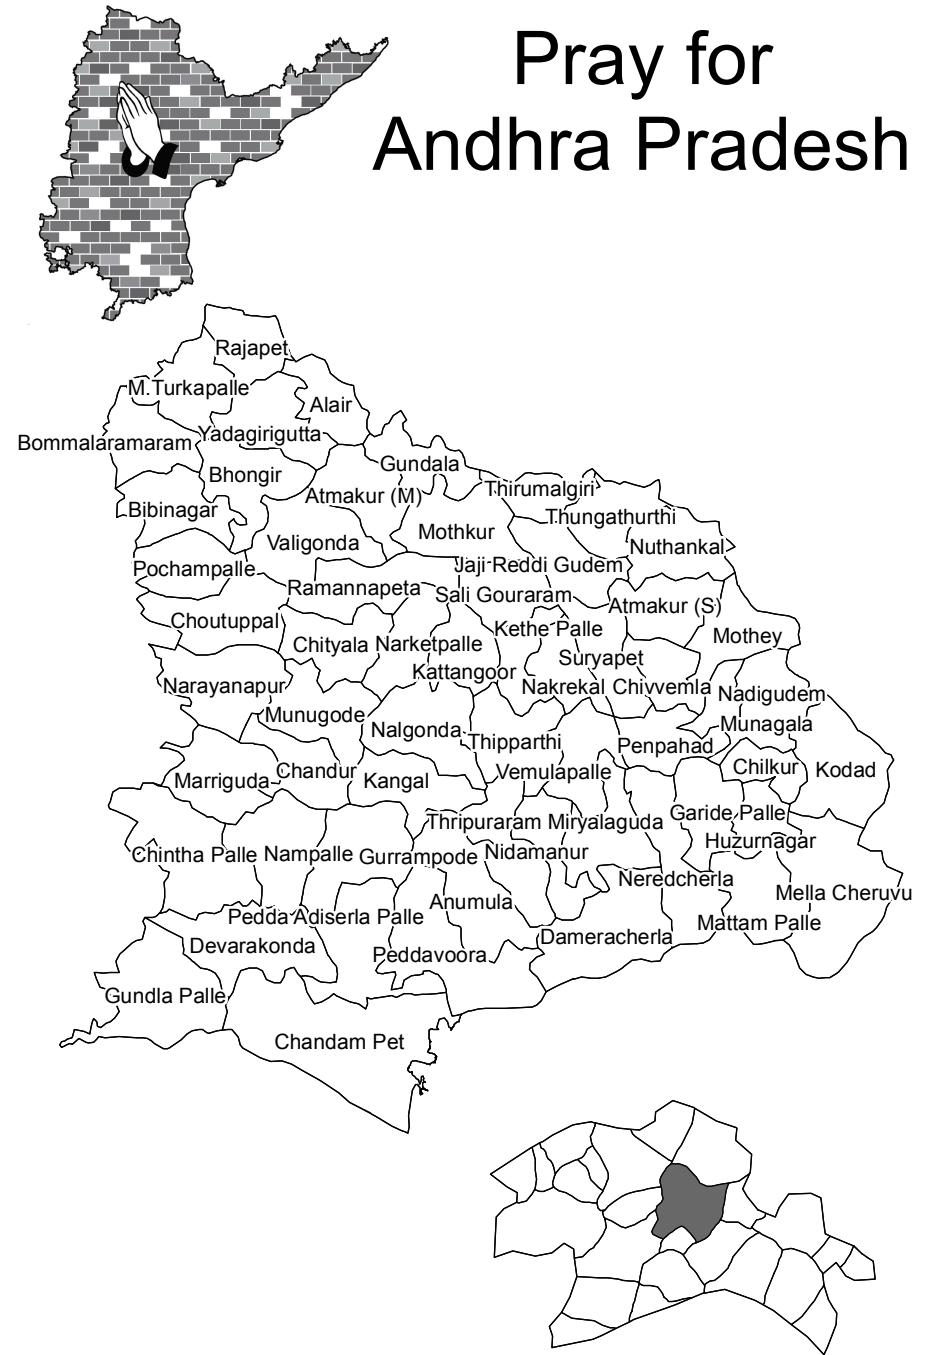 Pray for
Andhra Pradesh
Rajapet
M.Turkapalle
Alair
Bommalaramaram
Yadagirigutta
Gundala
Bhongir
Thirumalgiri
Atmakur (M)
Bibinagar
Thungathurthi
Mothkur
Valigonda
Nuthankal
Pochampalle
Jaji Reddi Gudem
Ramannapeta
Sali Gouraram
Atmakur (S)
Choutuppal
Kethe Palle
Mothey
Chityala
Narketpalle
Suryapet
Kattangoor
Narayanapur
Nakrekal
Chivvemla
Nadigudem
Munugode
Munagala
Nalgonda
Thipparthi
Penpahad
Chandur
Vemulapalle
Chilkur
Kodad
Marriguda
Kangal
Garide Palle
Thripuraram
Miryalaguda
Huzurnagar
Chintha Palle
Nampalle
Gurrampode
Nidamanur
Neredcherla
Mella Cheruvu
Anumula
Pedda Adiserla Palle
Mattam Palle
Devarakonda
Dameracherla
Peddavoora
Gundla Palle
Chandam Pet